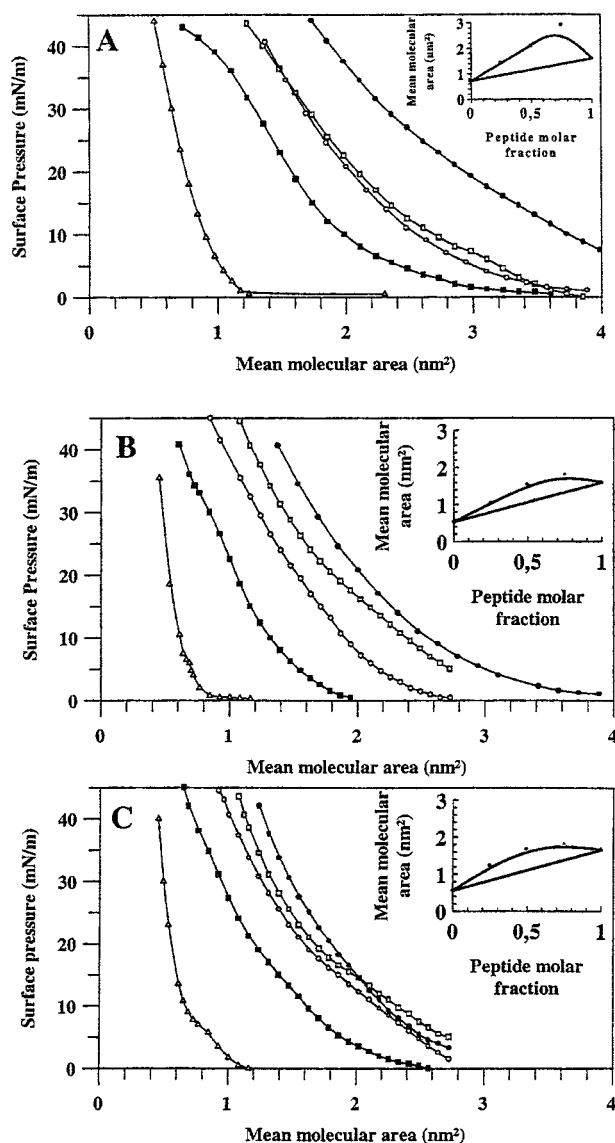 A
Surface Pressure (mN/m)
40
30
20
10
0
0
1
2
3
4
Mean molecular area (nm²)
Mean molecular
area (nm²)
3
2
1
0
0
0,5
1
Peptide molar
fraction
B
Surface Pressure (mN/m)
40
30
20
10
0
0
1
2
3
4
Mean molecular area (nm²)
Mean molecular
area (nm²)
3
2
1
0
0
0,5
1
Peptide molar
fraction
C
Surface pressure (mN/m)
40
30
20
10
0
0
1
2
3
4
Mean molecular area (nm²)
Mean molecular
area (nm²)
3
2
1
0
0
0,5
1
Peptide molar
fraction